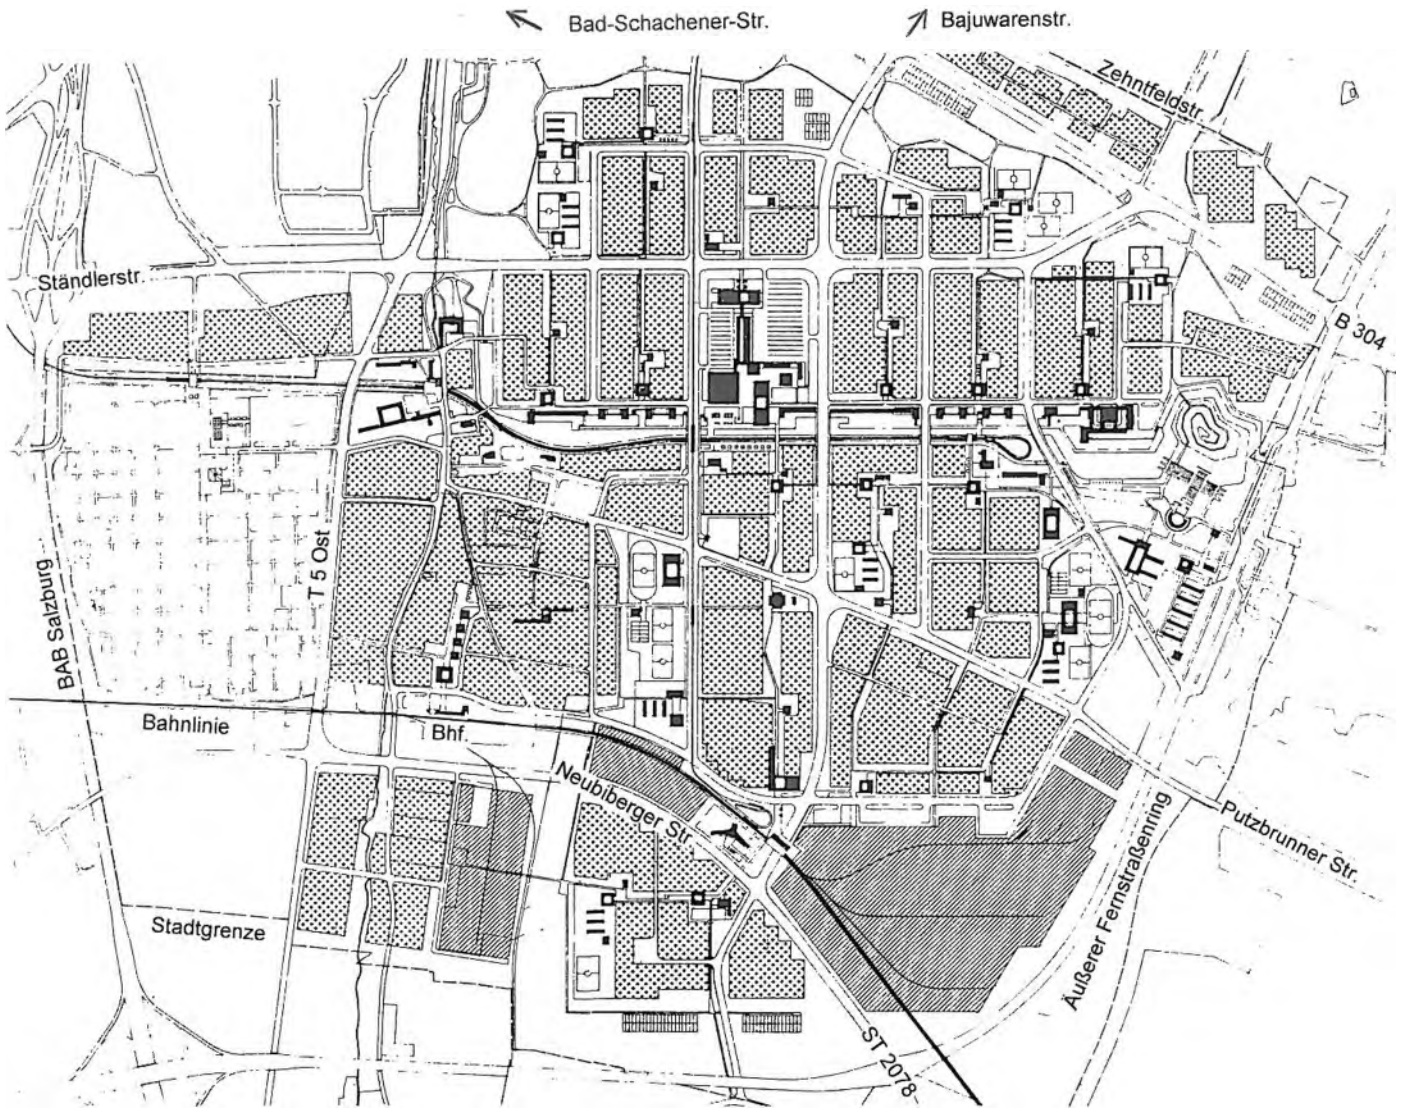 Bad-Schachener-Str.
Bajuwarenstr.
Zehntfeldstr.
Ständlerstr.
B 304
BAB Salzburg
T 5 Ost
Bahnlinie
Bhf.
Neubiberger Str.
Putzbrunner Str.
Stadtgrenze
Äußerer Fernstraßenring
ST 2078